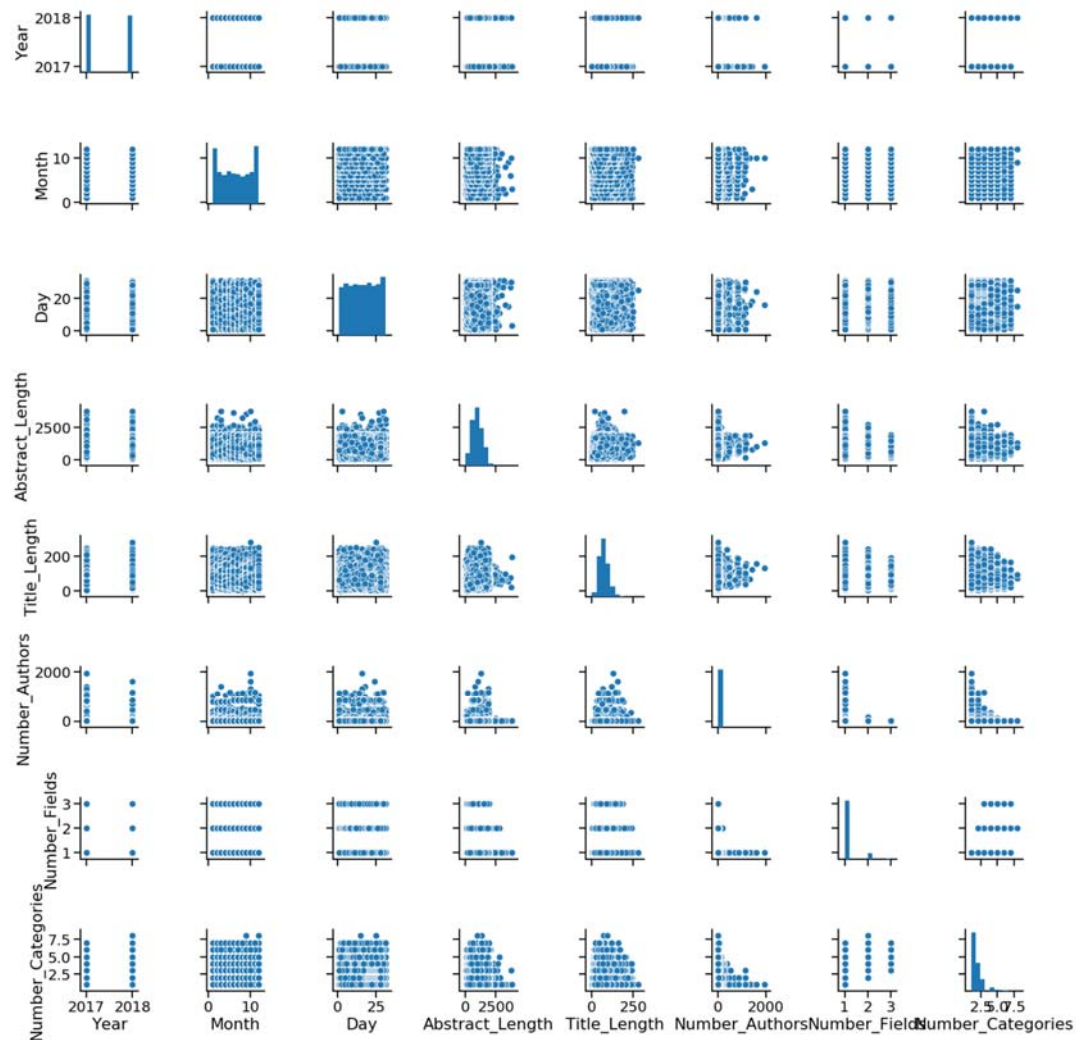 2018
2017
Year
10
0
Month
20
0
Day
2500
0
Abstract_Length
200
0
Title_Length
2000
0
Number_Authors
3
2
1
Number_Fields
7.5
5.0
2.5
Number_Categories
2017 2018 0 10 0 25 0 2500 0 250 0 2000 1 2 3 2.5 5.0 7.5
Year Month Day Abstract_Length Title_Length Number_Authors Number_Fields Number_Categories